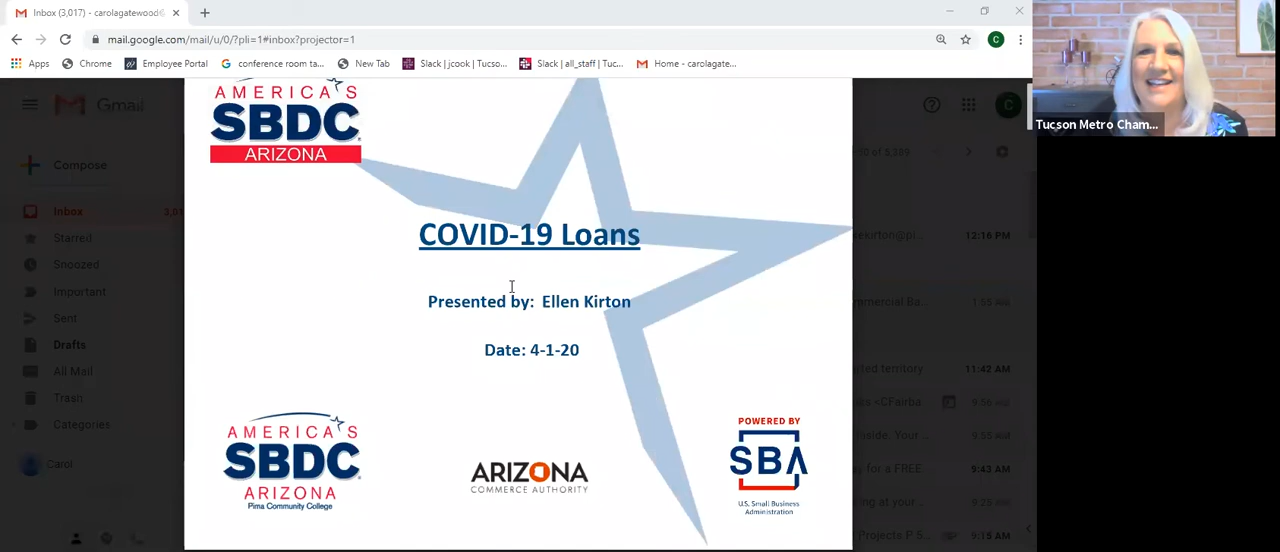 Inbox (3,017) - carolagatewood
mail.google.com/mail/u/0/?pli=1#inbox?projector=1
C
Apps
Chrome
Employee Portal
conference room ta...
New Tab
Slack | jcook | Tucso...
Slack | all_staff | Tuc...
Home - carolagate...
Tucson Metro Cham...
Gmail
C
Compose
Inbox
Starred
Snoozed
Important
Sent
Drafts
All Mail
Trash
Categories
Carol
AMERICA'S
SBDC
ARIZONA
COVID-19 Loans
Presented by: Ellen Kirton
Date: 4-1-20
AMERICA'S
SBDC
ARIZONA
Pima Community College
ARIZONA
COMMERCE AUTHORITY
POWERED BY
SBA
U.S. Small Business
Administration
12:16 PM
1:55 AM
11:42 AM
9:56 AM
9:55 AM
9:43 AM
9:15 AM